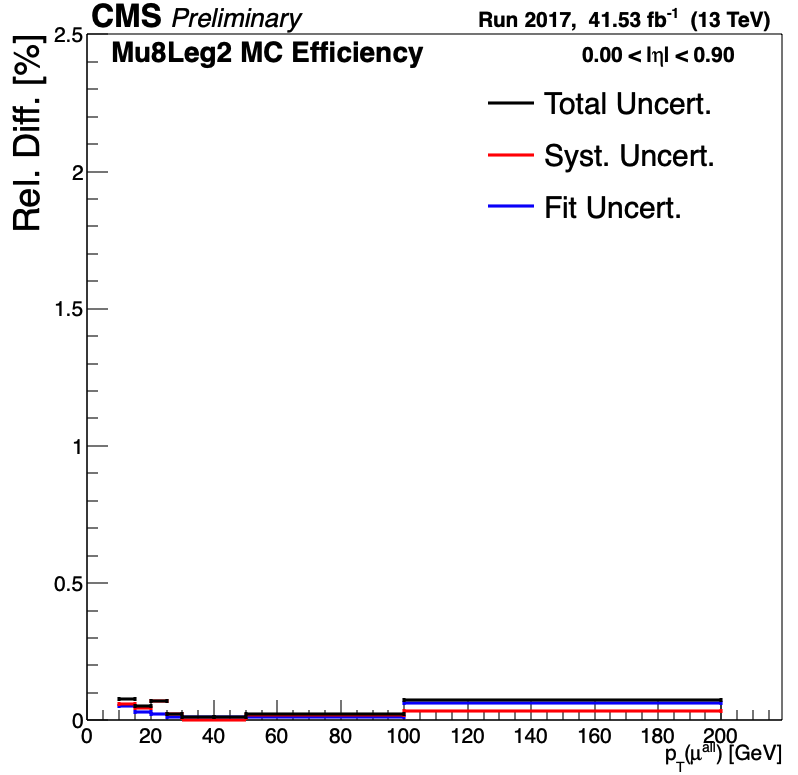 CMS Preliminary Run 2017, 41.53 fb⁻¹ (13 TeV)
Mu8Leg2 MC Efficiency 0.00 < |η| < 0.90
Total Uncert.
Syst. Uncert.
Fit Uncert.
Rel. Diff. [%]
2.5
2
1.5
1
0.5
0
0 20 40 60 80 100 120 140 160 180 200
p_T(μ^all) [GeV]